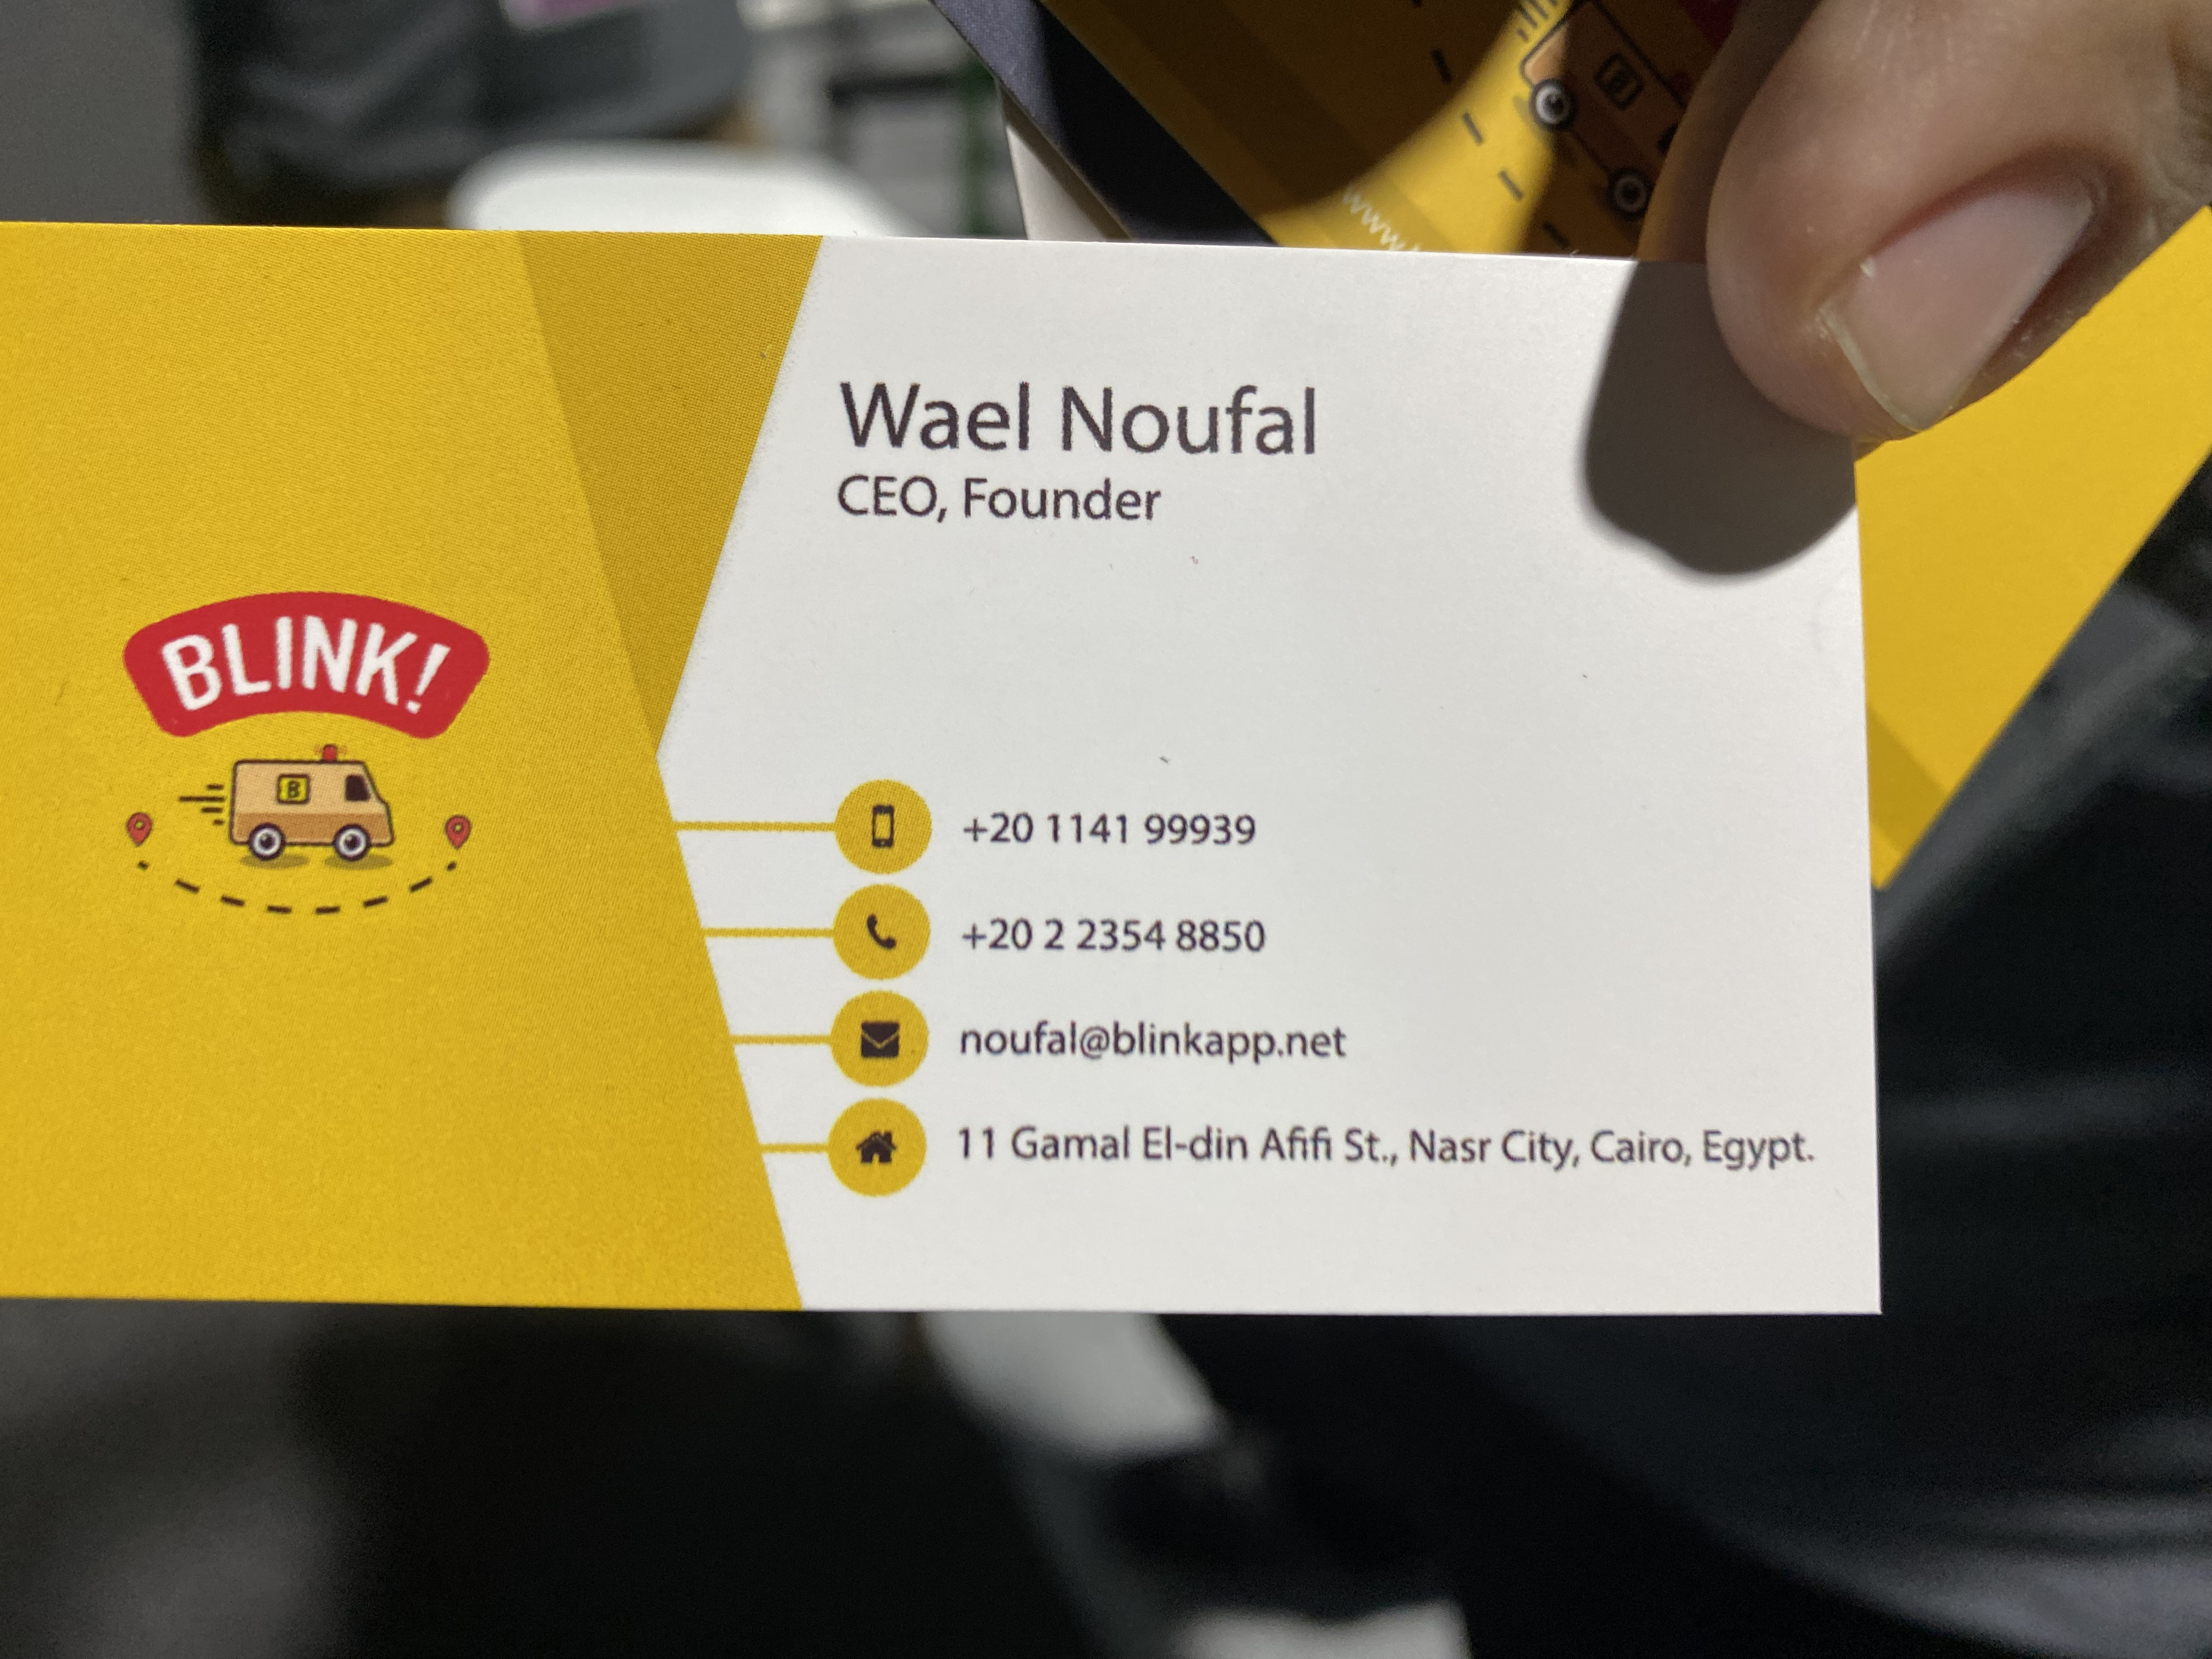 Wael Noufal
CEO, Founder
BLINK!
B
+20 1141 99939
+20 2 2354 8850
noufal@blinkapp.net
11 Gamal El-din Afifi St., Nasr City, Cairo, Egypt.
B
www.